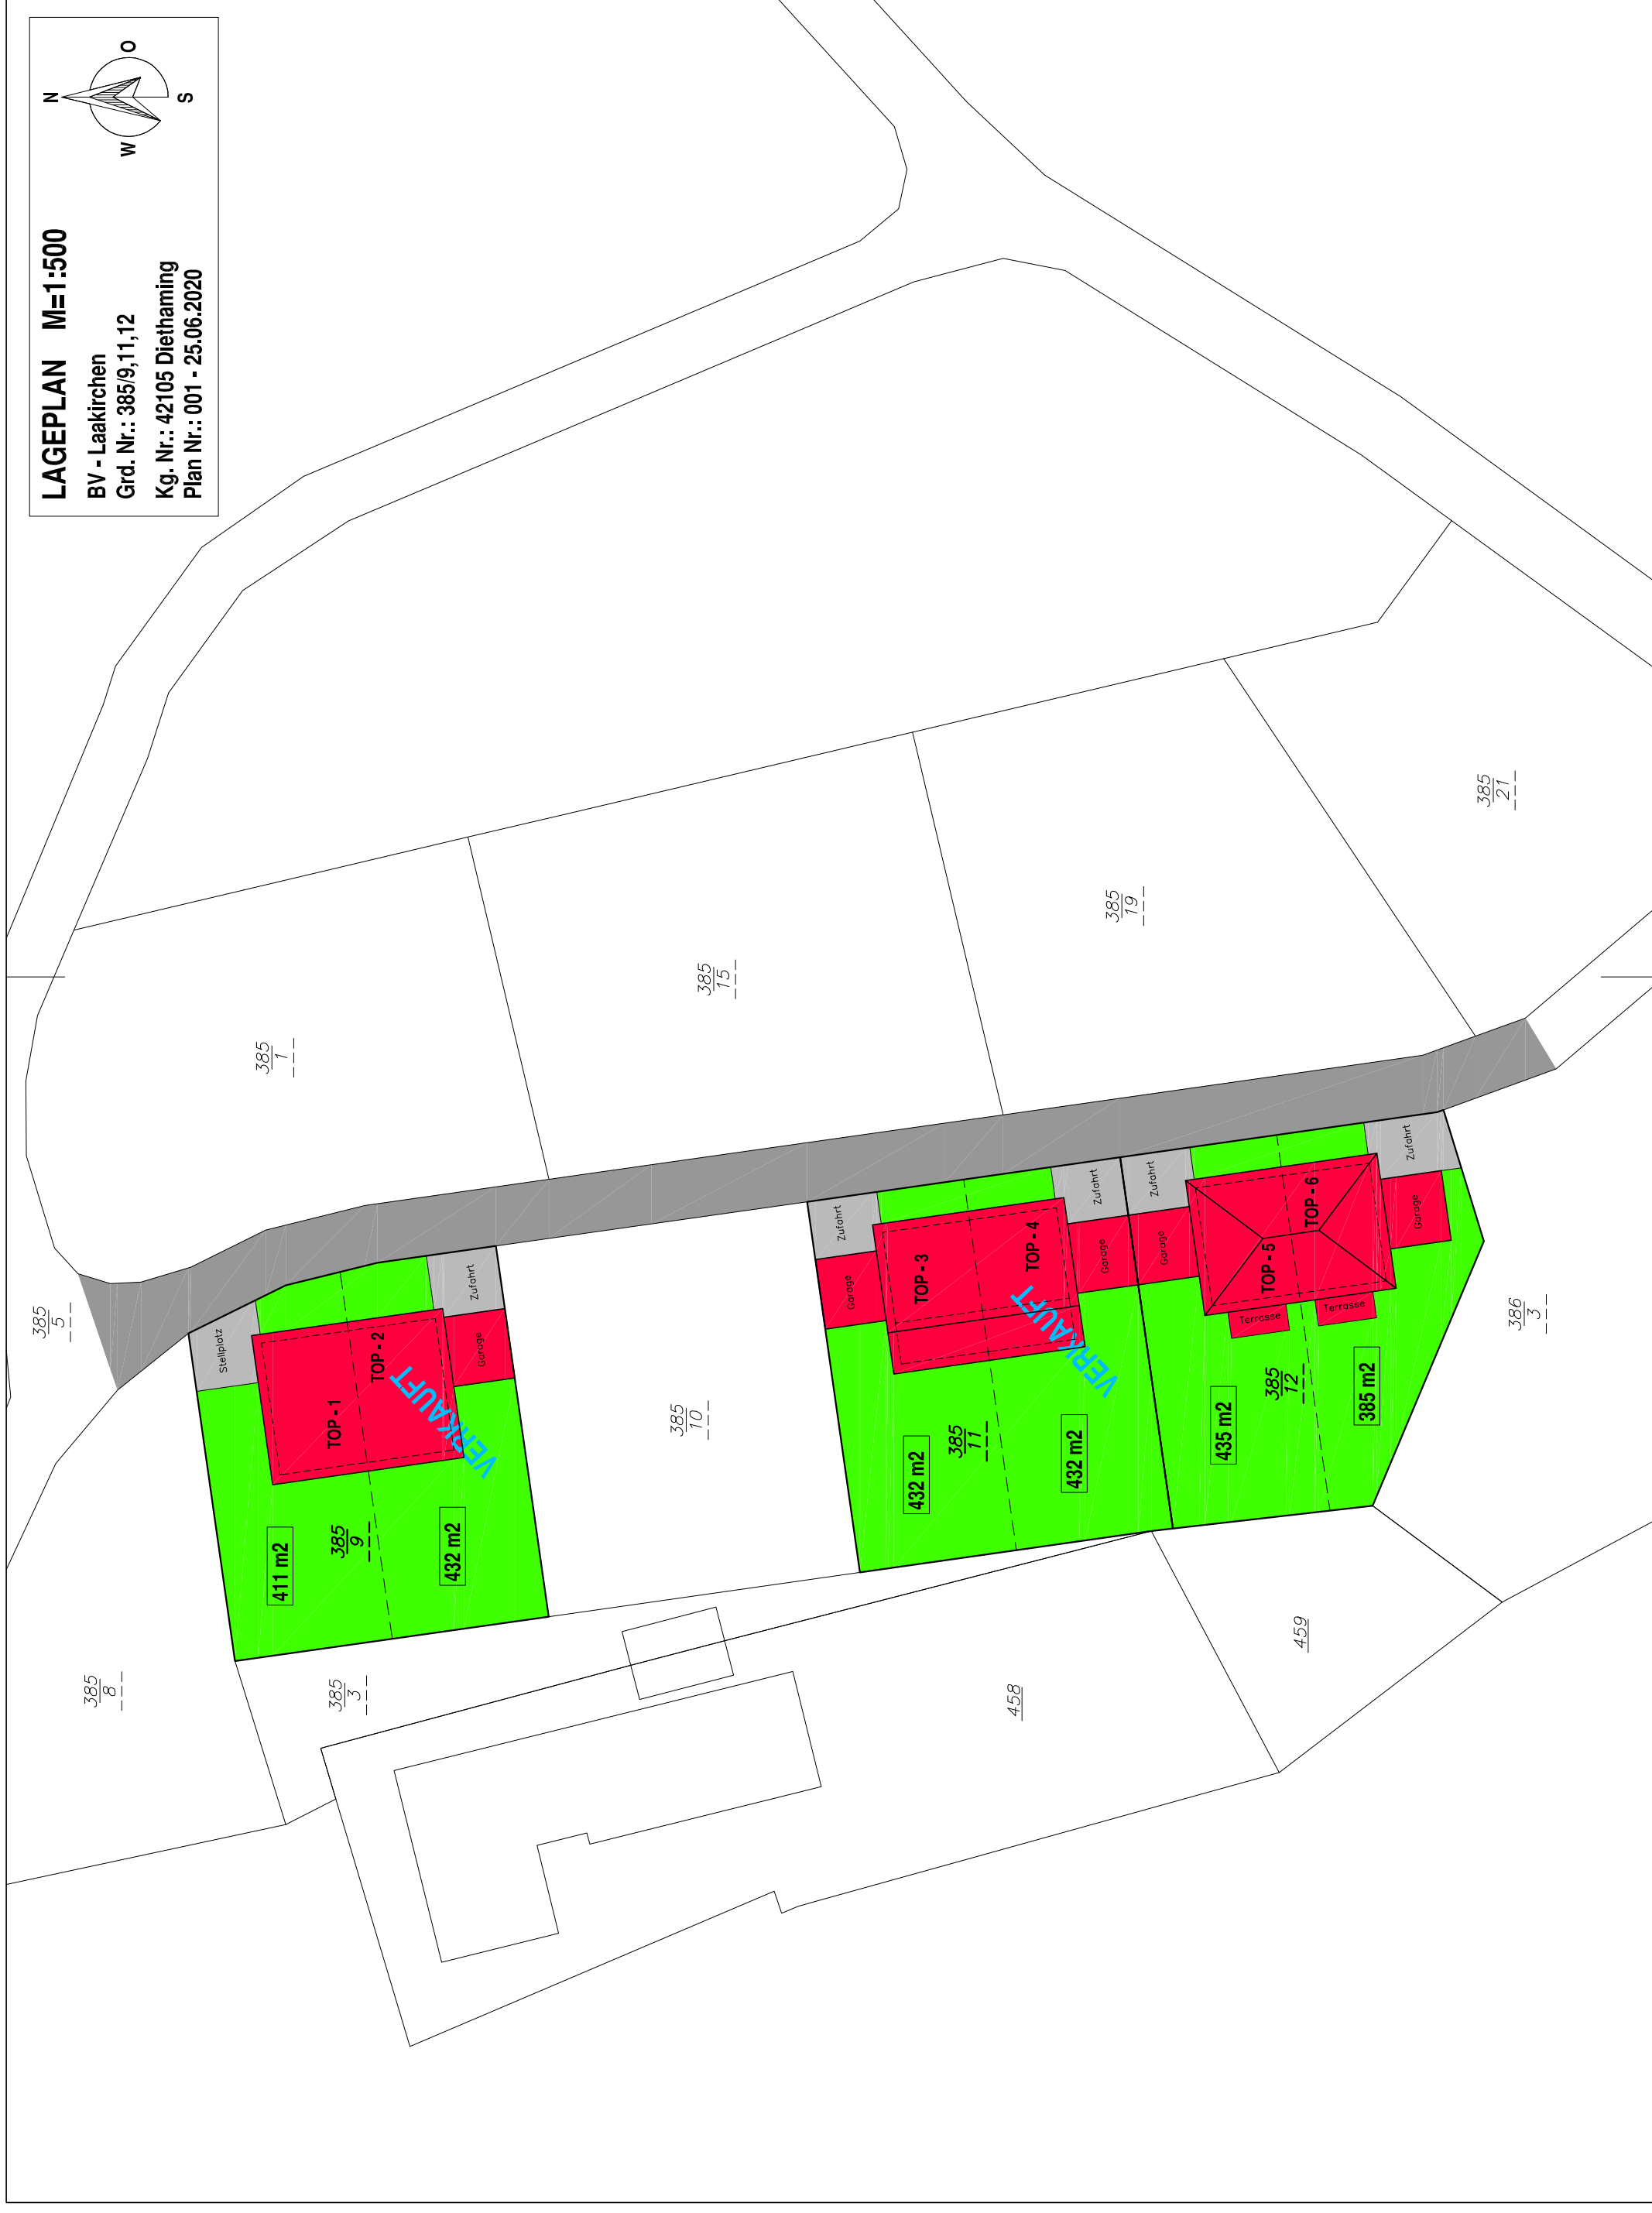 LAGEPLAN M=1:500
BV - Laakirchen
Grd. Nr.: 385/9,11,12
Kg. Nr.: 42105 Diethaming
Plan Nr.: 001 - 25.06.2020
N
W
O
S
385
5
385
1
385
15
385
19
385
21
Stellplatz
Zufahrt
Garage
TOP - 1
TOP - 2
VERKAUFT
411 m2
385
9
432 m2
385
8
385
3
385
10
Zufahrt
Garage
TOP - 3
TOP - 4
Zufahrt
Garage
VERKAUFT
432 m2
385
11
432 m2
Zufahrt
Garage
TOP - 5
TOP - 6
Zufahrt
Garage
Terrasse
Terrasse
435 m2
385
12
385 m2
386
3
458
459